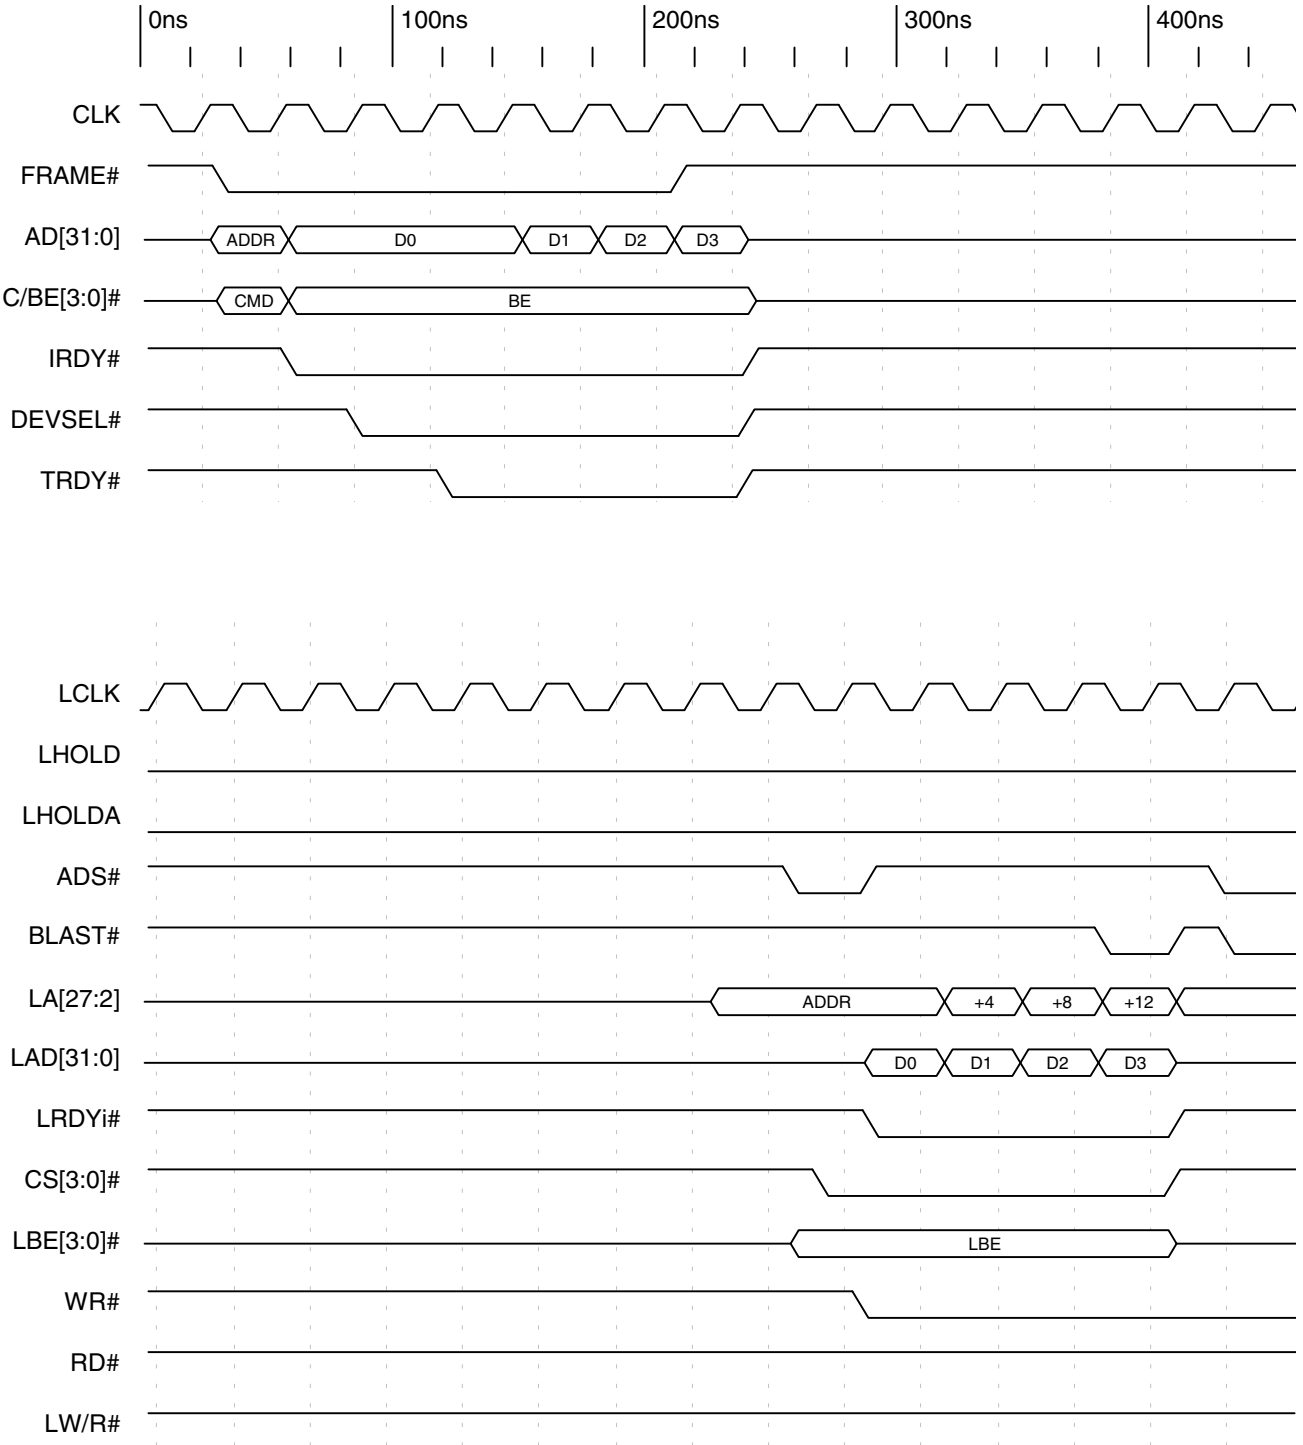 0ns 100ns 200ns 300ns 400ns
CLK
FRAME#
AD[31:0] ADDR D0 D1 D2 D3
C/BE[3:0]# CMD BE
IRDY#
DEVSEL#
TRDY#
LCLK
LHOLD
LHOLDA
ADS#
BLAST#
LA[27:2] ADDR +4 +8 +12
LAD[31:0] D0 D1 D2 D3
LRDYi#
CS[3:0]#
LBE[3:0]# LBE
WR#
RD#
LW/R#